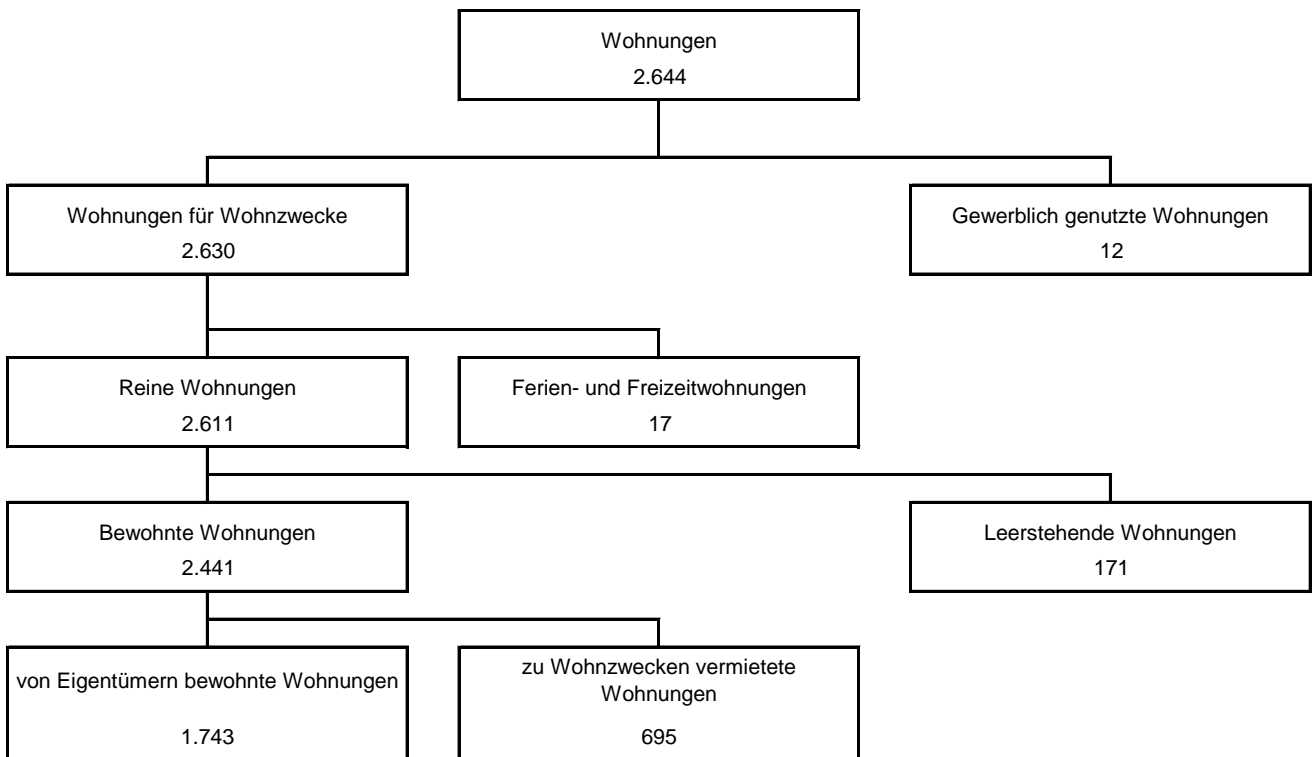 Wohnungen
2.644
Wohnungen für Wohnzwecke
2.630
Gewerblich genutzte Wohnungen
12
Reine Wohnungen
2.611
Ferien- und Freizeitwohnungen
17
Bewohnte Wohnungen
2.441
Leerstehende Wohnungen
171
von Eigentümern bewohnte Wohnungen
1.743
zu Wohnzwecken vermietete
Wohnungen
695